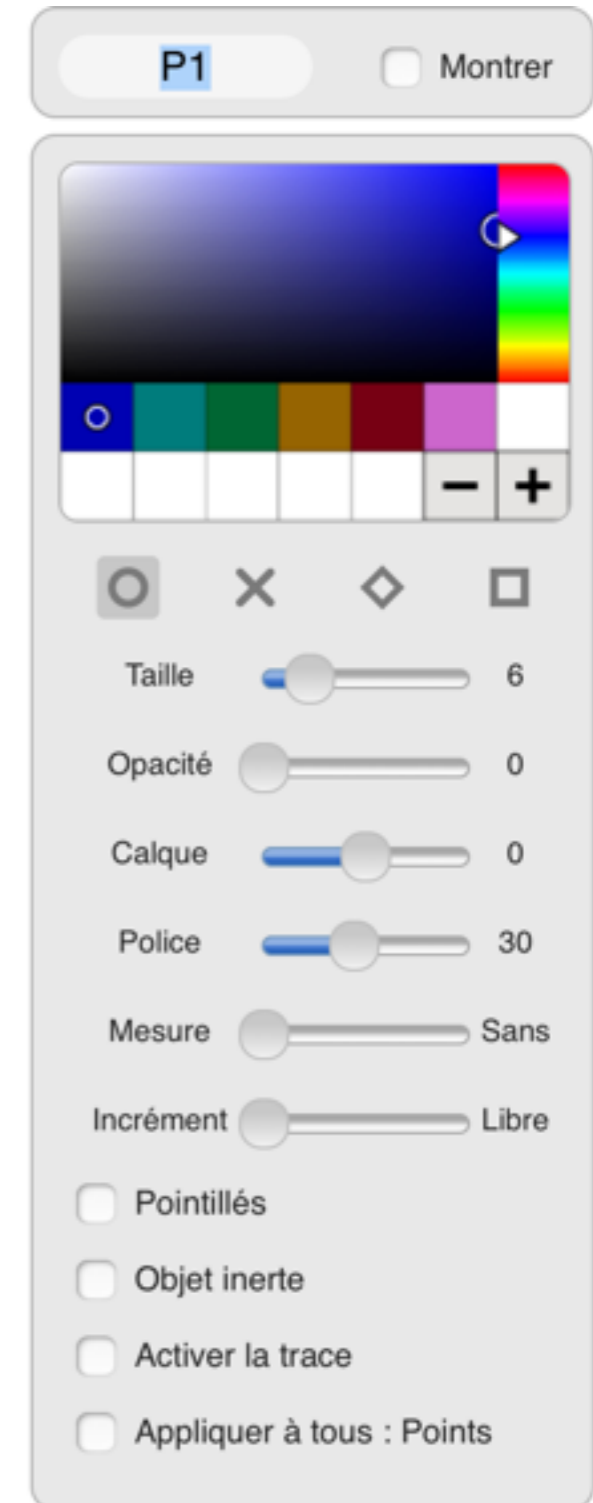 P1 Montrer
− +
Taille 6
Opacité 0
Calque 0
Police 30
Mesure Sans
Incrément Libre
Pointillés
Objet inerte
Activer la trace
Appliquer à tous : Points